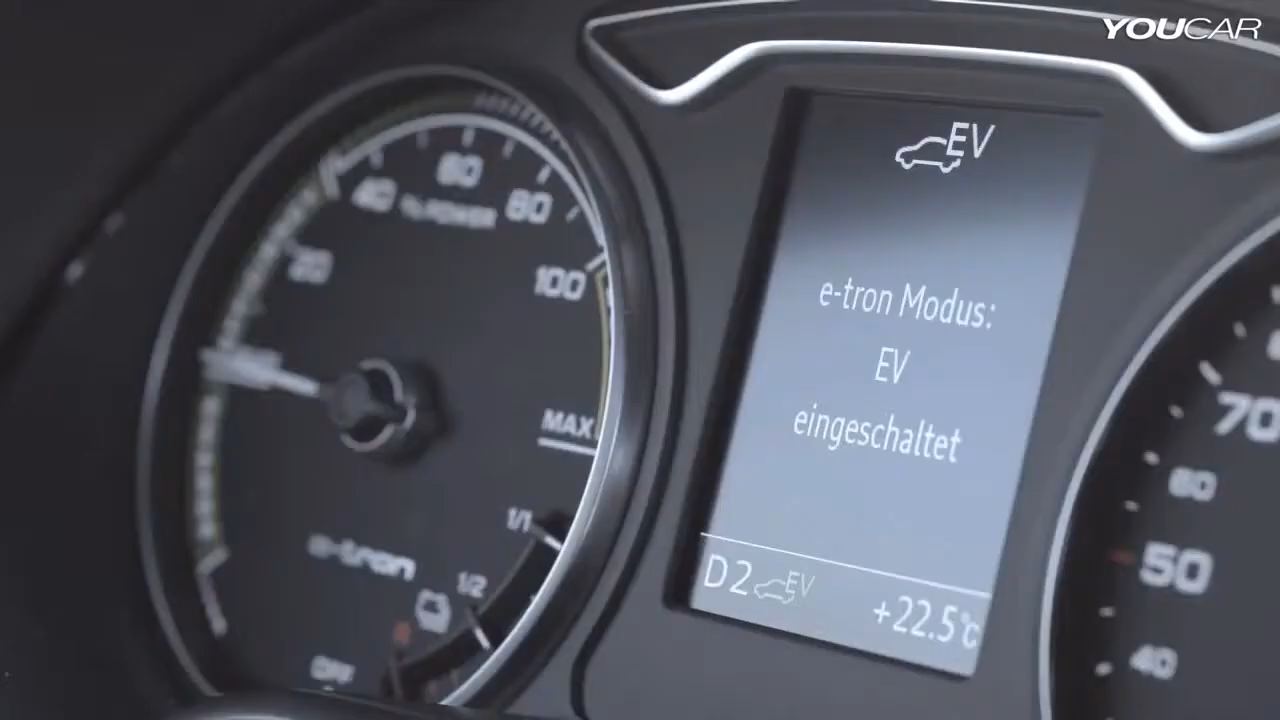 YOUCAR
EV
60
40 % POWER 80
20
100
e-tron Modus:
EV
eingeschaltet
MAX
70
60
50
40
1/1
e-tron
1/2
OFF
D2 EV
+22.5°C